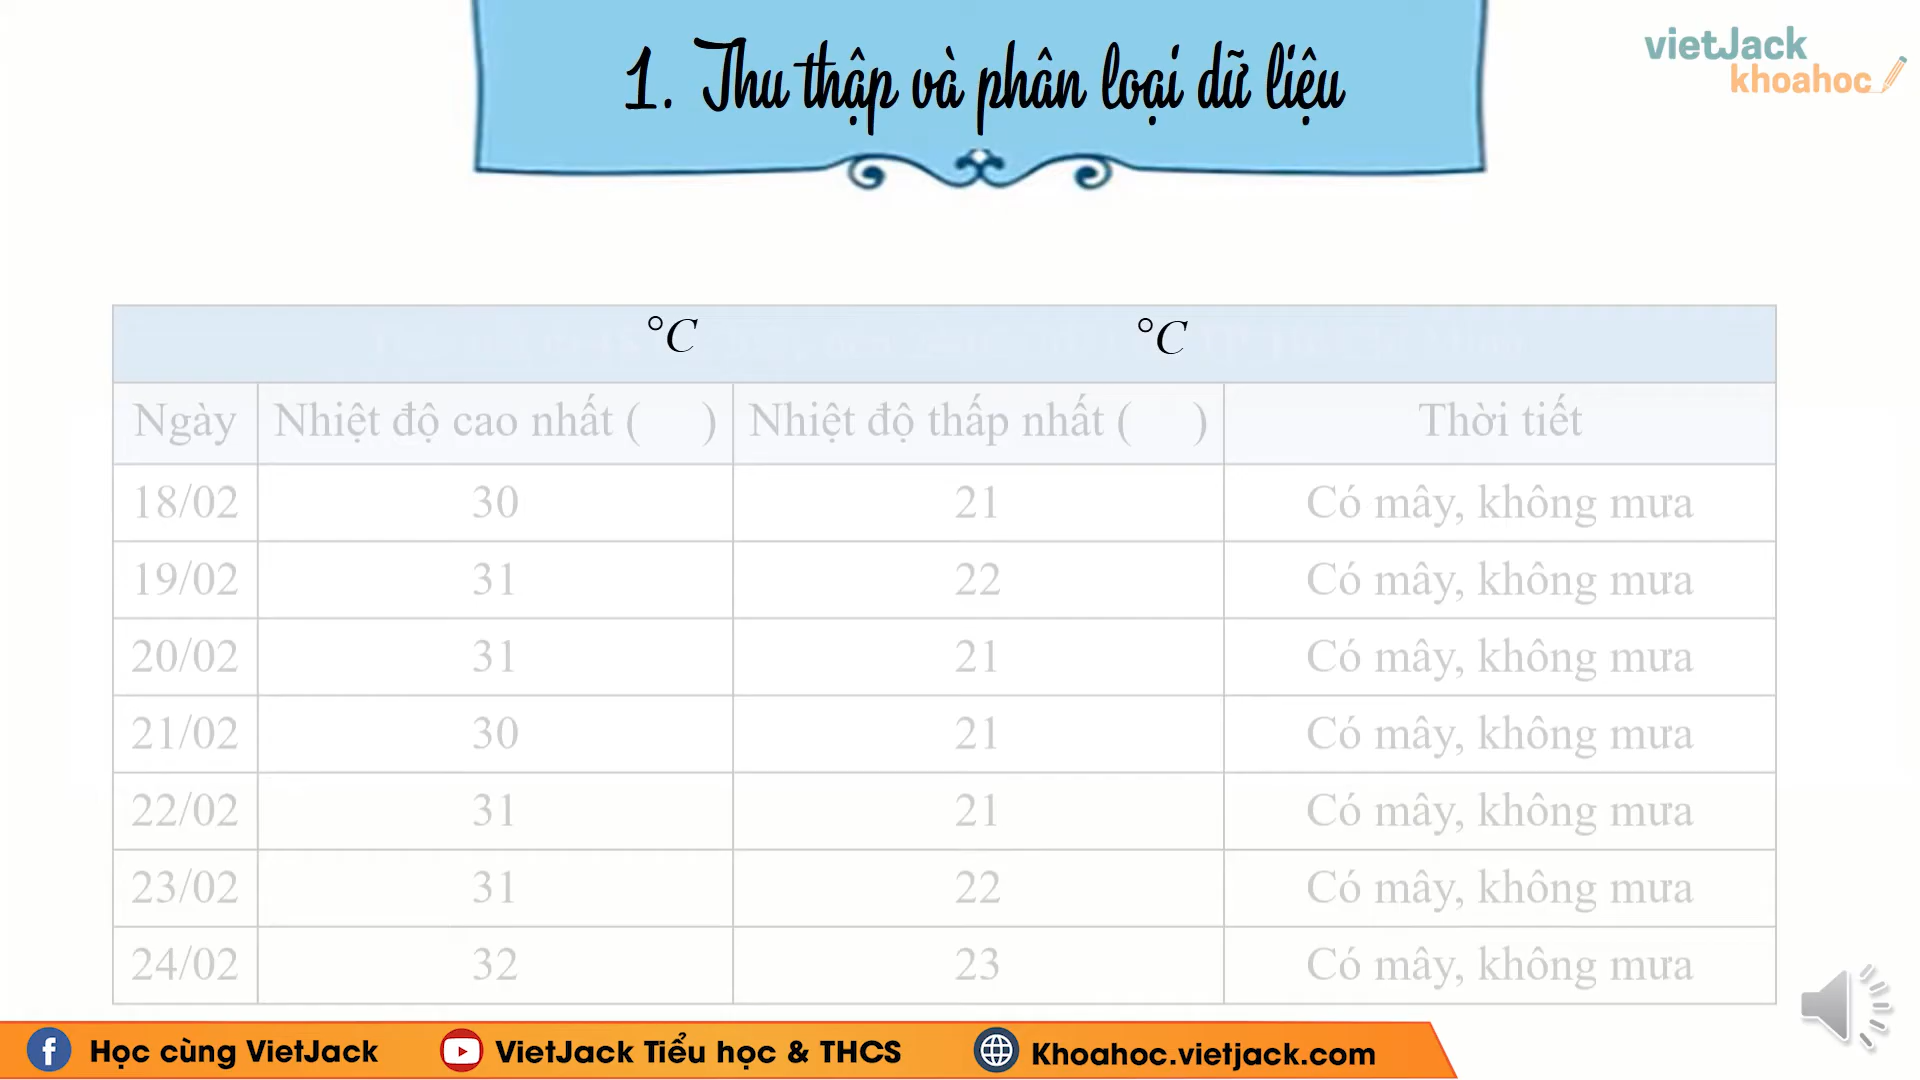 1. Thu thập và phân loại dữ liệu
vietJack
khoahoc
°C °C
Ngày Nhiệt độ cao nhất ( ) Nhiệt độ thấp nhất ( ) Thời tiết
18/02 30 21 Có mây, không mưa
19/02 31 22 Có mây, không mưa
20/02 31 21 Có mây, không mưa
21/02 30 21 Có mây, không mưa
22/02 31 21 Có mây, không mưa
23/02 31 22 Có mây, không mưa
24/02 32 23 Có mây, không mưa
Học cùng VietJack VietJack Tiểu học & THCS Khoahoc.vietjack.com